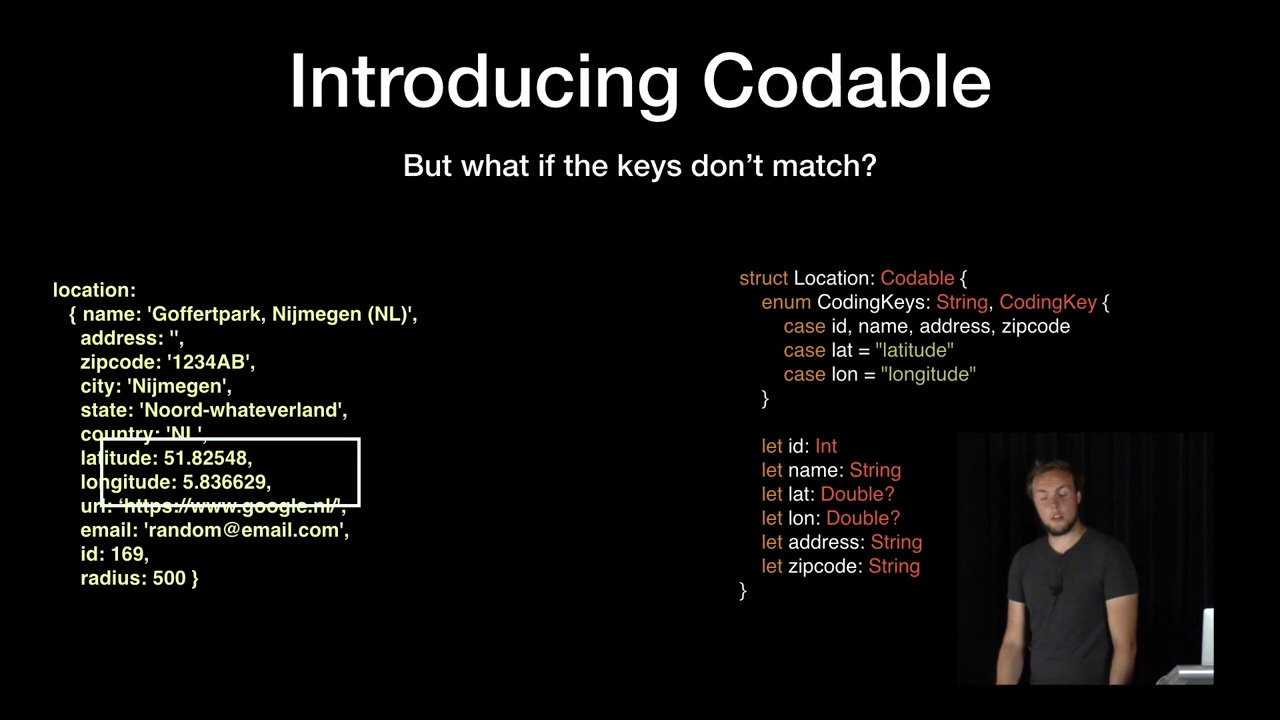 Introducing Codable
But what if the keys don’t match?
location:
{ name: 'Goffertpark, Nijmegen (NL)',
address: '',
zipcode: '1234AB',
city: 'Nijmegen',
state: 'Noord-whateverland',
country: 'NL',
latitude: 51.82548,
longitude: 5.836629,
url: ‘https://www.google.nl/',
email: 'random@email.com',
id: 169,
radius: 500 }
struct Location: Codable {
enum CodingKeys: String, CodingKey {
case id, name, address, zipcode
case lat = "latitude"
case lon = "longitude"
}
let id: Int
let name: String
let lat: Double?
let lon: Double?
let address: String
let zipcode: String
}